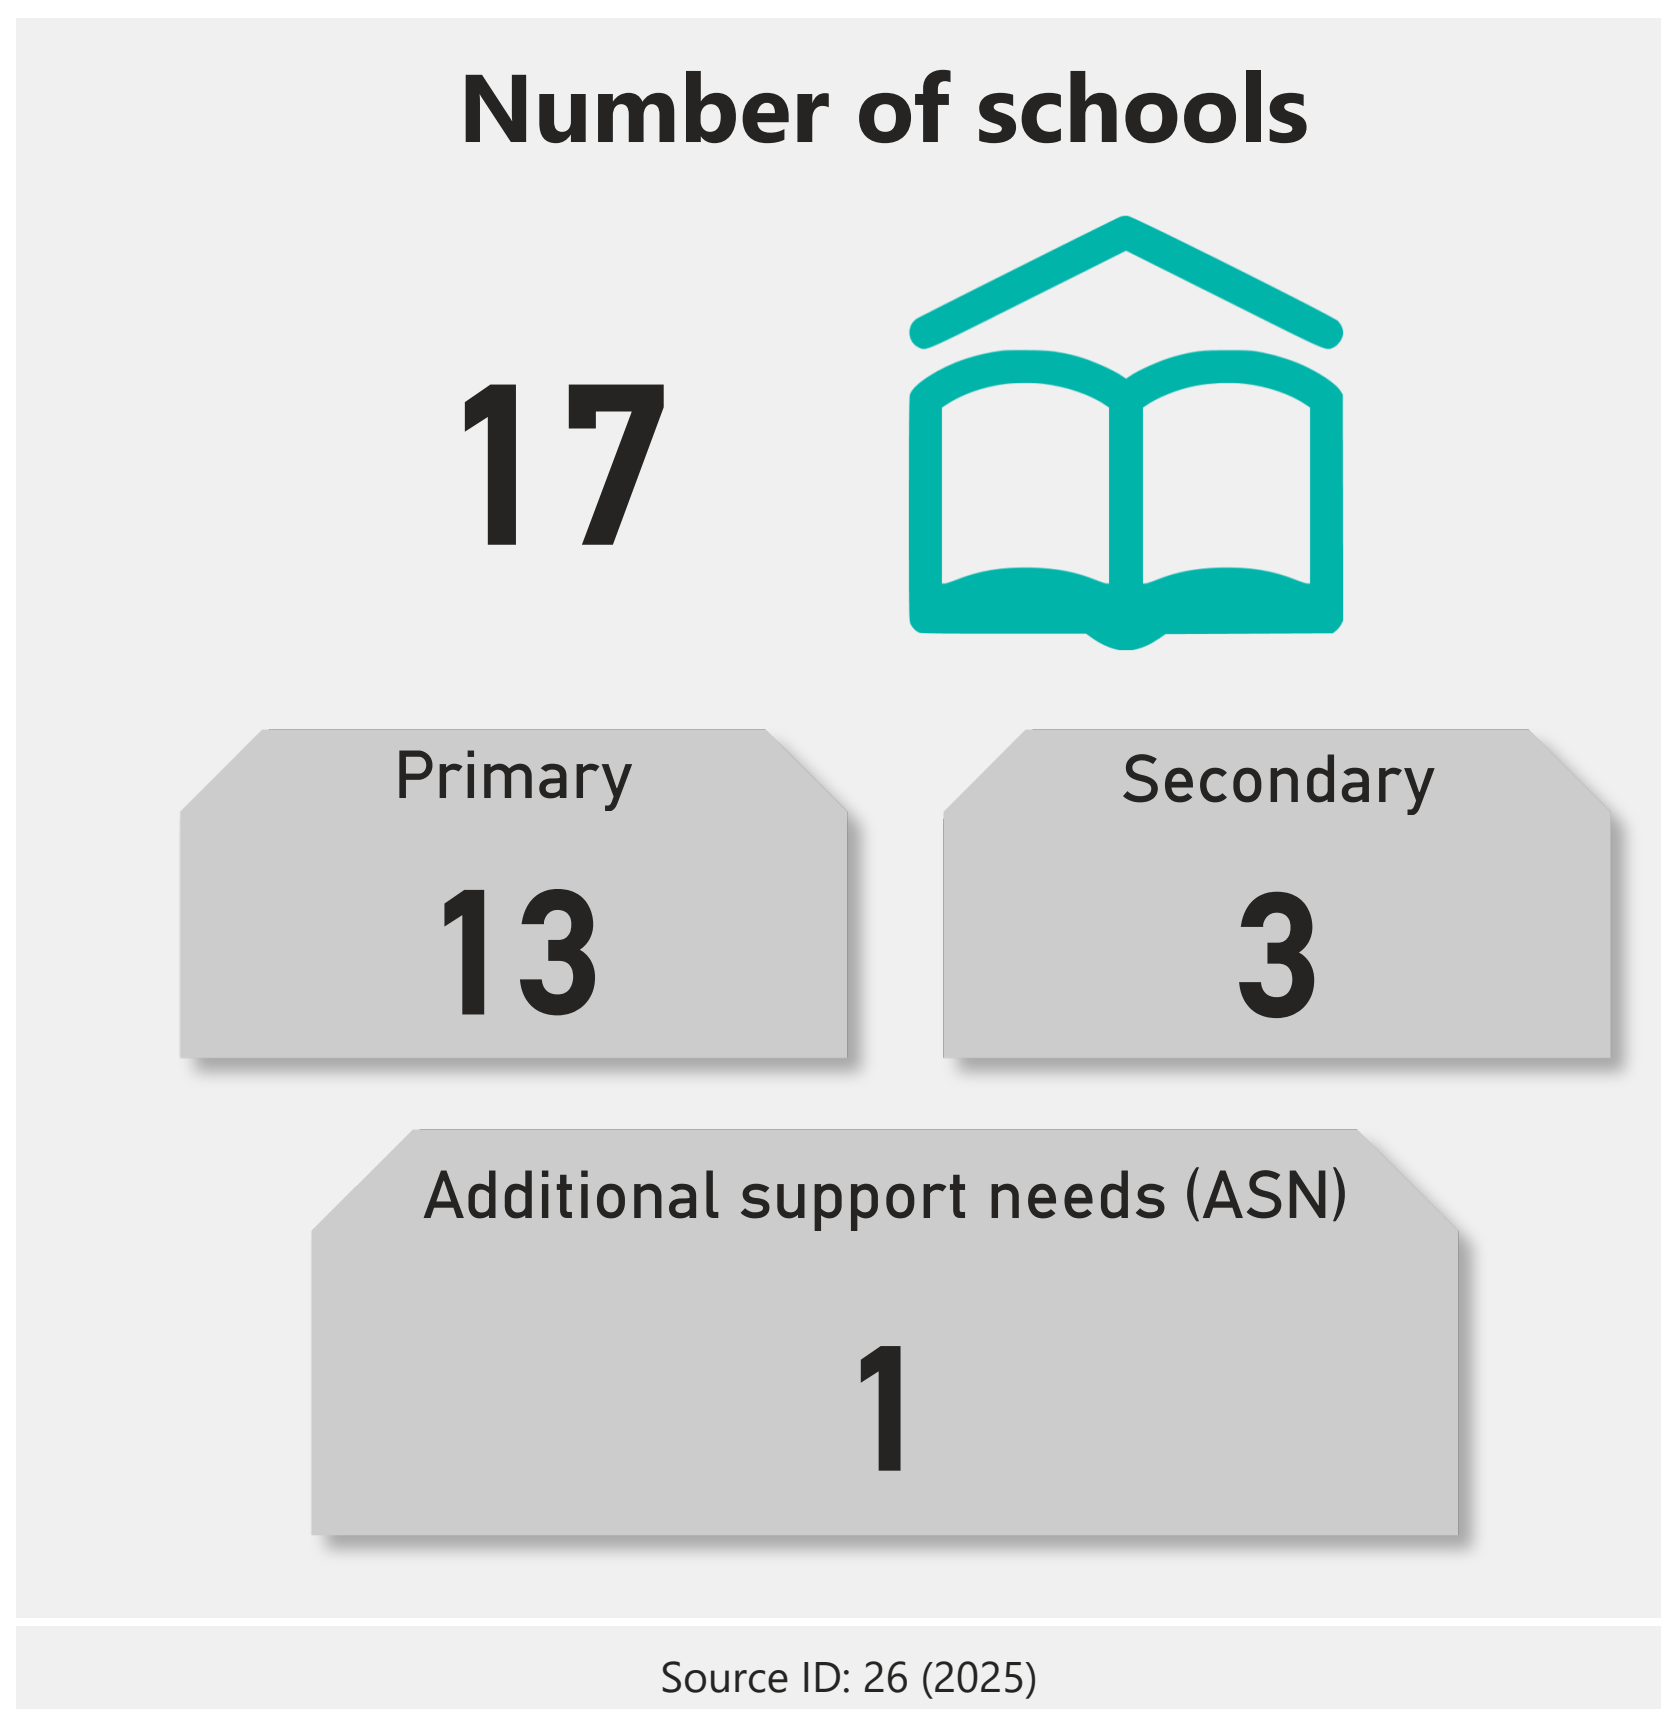 Number of schools
17
Primary
13
Secondary
3
Additional support needs (ASN)
1
Source ID: 26 (2025)